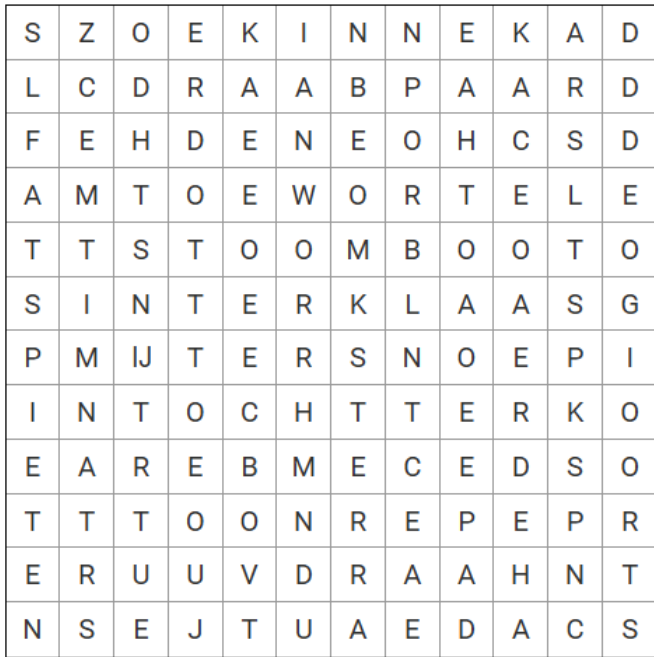 S Z O E K I N N E K A D
L C D R A A B P A A R D
F E H D E N E O H C S D
A M T O E W O R T E L E
T T S T O O M B O O T O
S I N T E R K L A A S G
P M IJ T E R S N O E P I
I N T O C H T T E R K O
E A R E B M E C E D S O
T T T O O N R E P E P R
E R U U V D R A A H N T
N S E J T U A E D A C S